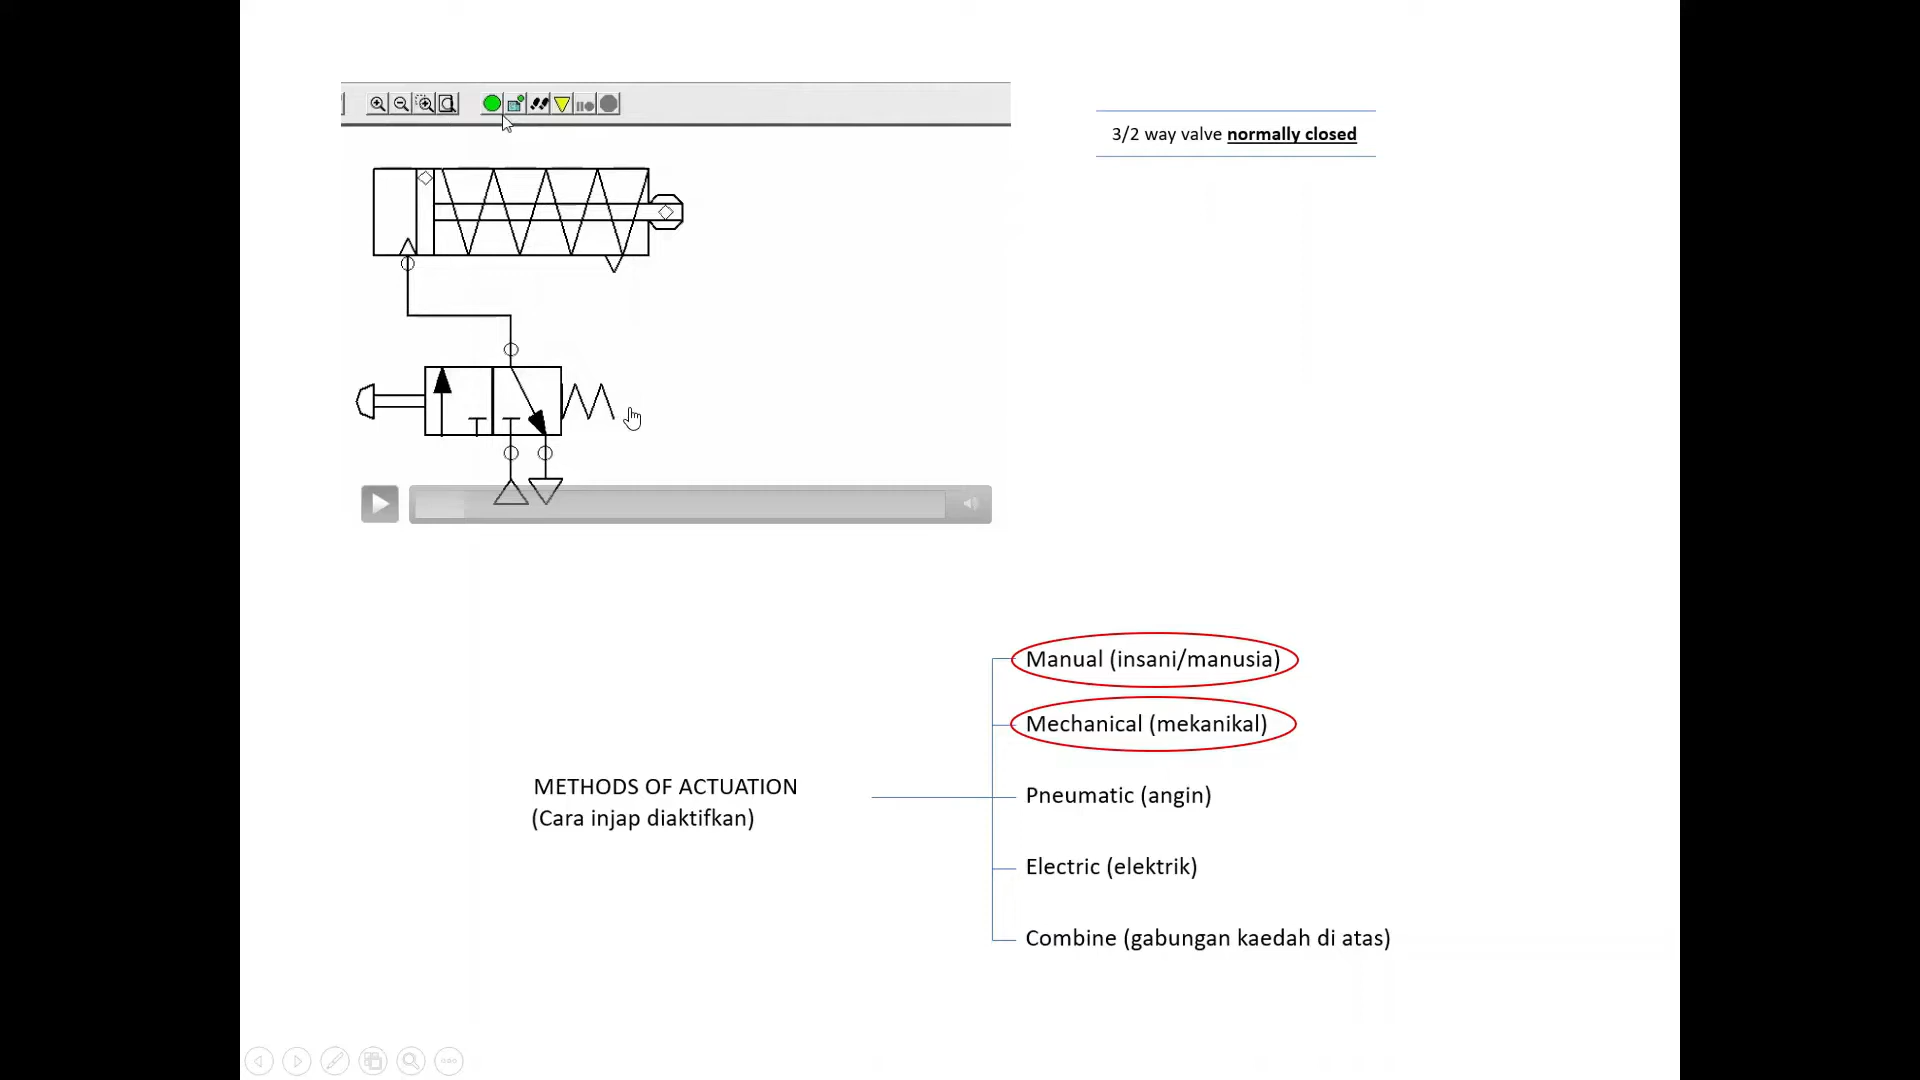 3/2 way valve normally closed
Manual (insani/manusia)
Mechanical (mekanikal)
METHODS OF ACTUATION
(Cara injap diaktifkan)
Pneumatic (angin)
Electric (elektrik)
Combine (gabungan kaedah di atas)